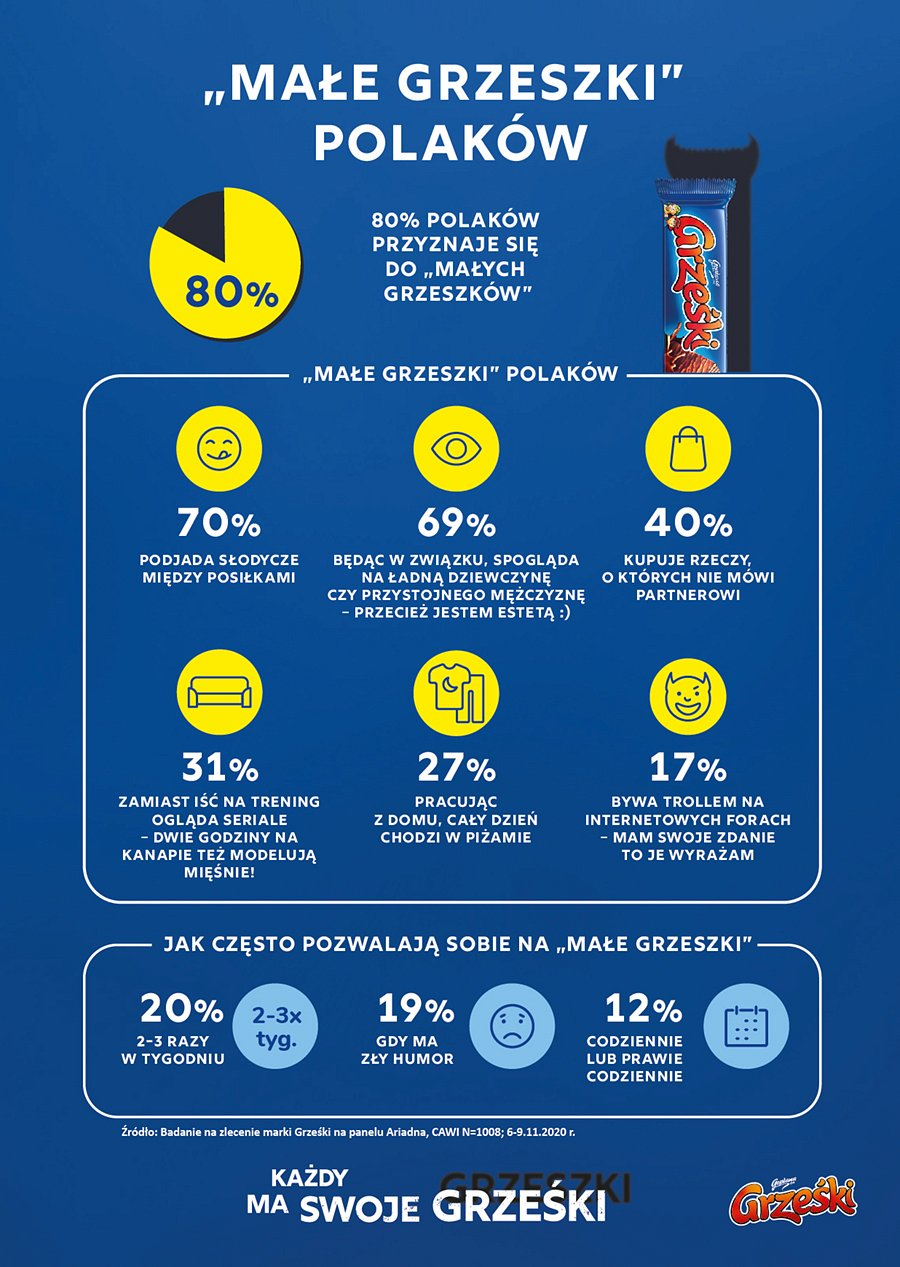 „MAŁE GRZESZKI”
POLAKÓW
80%
80% POLAKÓW
PRZYZNAJE SIĘ
DO „MAŁYCH
GRZESZKÓW”
Grześki
„MAŁE GRZESZKI” POLAKÓW
70%
PODJADA SŁODYCZE
MIĘDZY POSIŁKAMI
69%
BĘDĄC W ZWIĄZKU, SPOGLĄDA
NA ŁADNĄ DZIEWCZYNĘ
CZY PRZYSTOJNEGO MĘŻCZYZNĘ
– PRZECIEŻ JESTEM ESTETĄ :)
40%
KUPUJE RZECZY,
O KTÓRYCH NIE MÓWI
PARTNEROWI
31%
ZAMIAST IŚĆ NA TRENING
OGLĄDA SERIALE
– DWIE GODZINY NA
KANAPIE TEŻ MODELUJĄ
MIĘŚNIE!
27%
PRACUJĄC
Z DOMU, CAŁY DZIEŃ
CHODZI W PIŻAMIE
17%
BYWA TROLLEM NA
INTERNETOWYCH FORACH
– MAM SWOJE ZDANIE
TO JE WYRAŻAM
JAK CZĘSTO POZWALAJĄ SOBIE NA „MAŁE GRZESZKI”
20%
2-3 RAZY
W TYGODNIU
2-3x
tyg.
19%
GDY MA
ZŁY HUMOR
12%
CODZIENNIE
LUB PRAWIE
CODZIENNIE
Źródło: Badanie na zlecenie marki Grześki na panelu Ariadna, CAWI N=1008; 6-9.11.2020 r.
GRZESZKI
KAŻDY
MA SWOJE GRZEŚKI
Goplana
Grześki